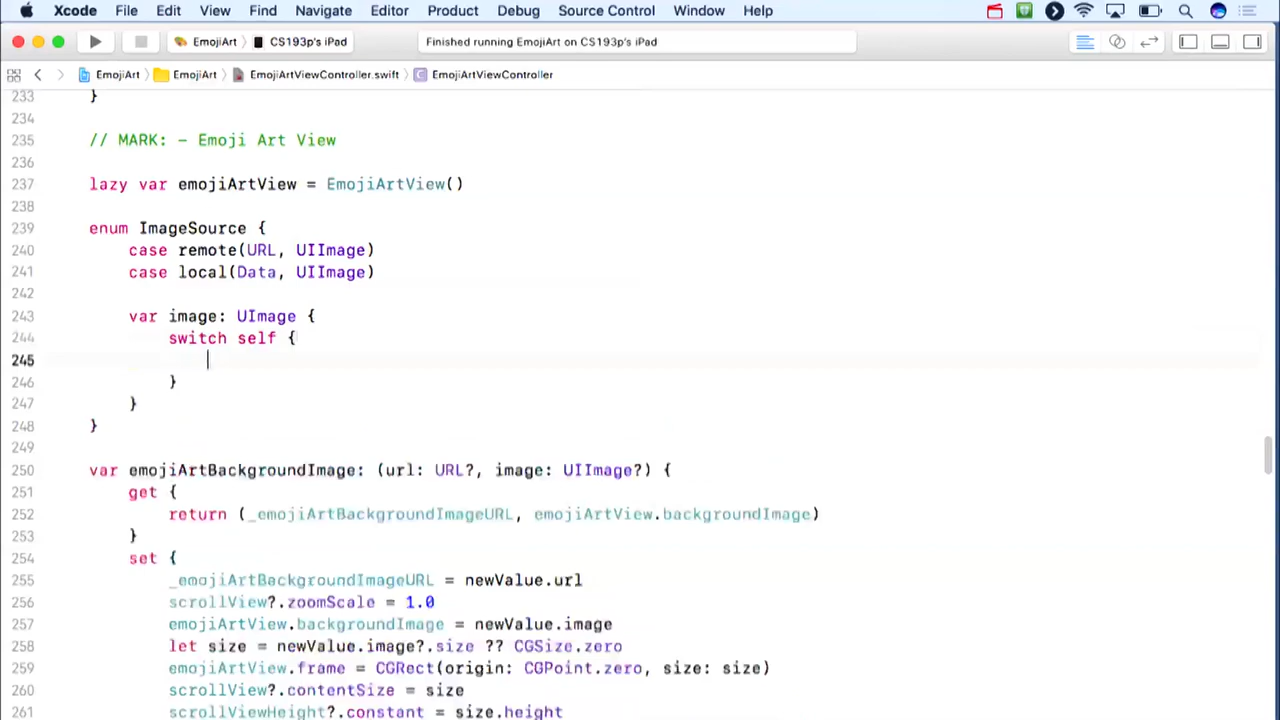 Xcode File Edit View Find Navigate Editor Product Debug Source Control Window Help
EmojiArt CS193p's iPad Finished running EmojiArt on CS193p's iPad
EmojiArt EmojiArt EmojiArtViewController.swift EmojiArtViewController
233 }
234
235 // MARK: - Emoji Art View
236
237 lazy var emojiArtView = EmojiArtView()
238
239 enum ImageSource {
240 case remote(URL, UIImage)
241 case local(Data, UIImage)
242
243 var image: UImage {
244 switch self {
245
246 }
247 }
248 }
249
250 var emojiArtBackgroundImage: (url: URL?, image: UIImage?) {
251 get {
252 return (_emojiArtBackgroundImageURL, emojiArtView.backgroundImage)
253 }
254 set {
255 _emojiArtBackgroundImageURL = newValue.url
256 scrollView?.zoomScale = 1.0
257 emojiArtView.backgroundImage = newValue.image
258 let size = newValue.image?.size ?? CGSize.zero
259 emojiArtView.frame = CGRect(origin: CGPoint.zero, size: size)
260 scrollView?.contentSize = size
261 scrollViewHeight?.constant = size.height